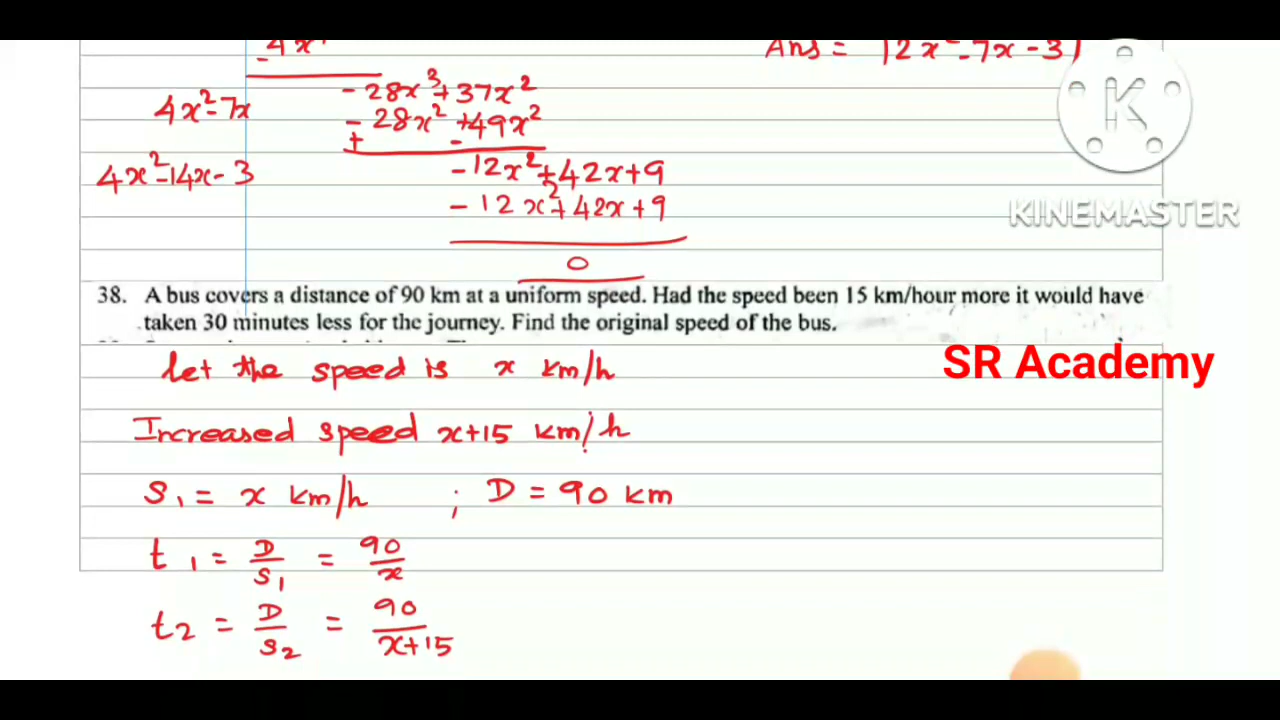 4x
Ans = |2x² - 7x - 3|
-28x³ + 37x²
4x² - 7x
-28x² + 49x²
+ -
-12x² + 42x + 9
4x² - 14x - 3
-12x² + 42x + 9
0
KINEMASTER
38. A bus covers a distance of 90 km at a uniform speed. Had the speed been 15 km/hour more it would have
taken 30 minutes less for the journey. Find the original speed of the bus.
let the speed is x km/h
SR Academy
Increased speed x+15 km/h
S₁ = x km/h ; D = 90 km
t₁ = D/S₁ = 90/x
t₂ = D/S₂ = 90/x+15